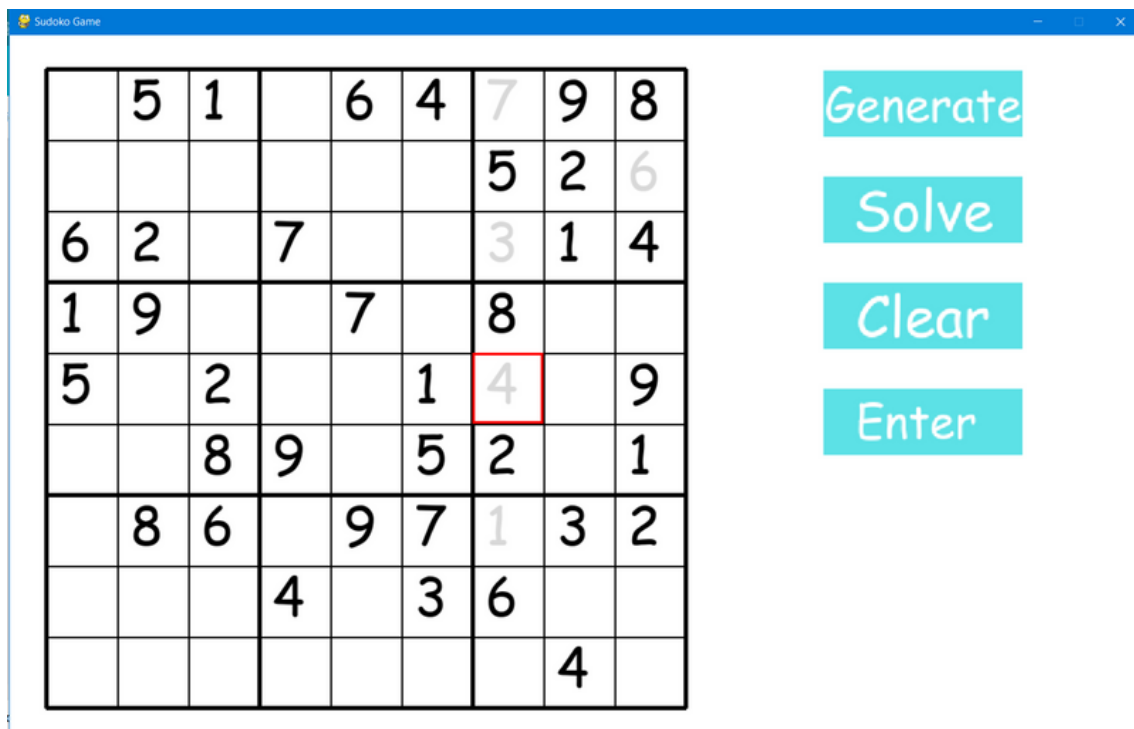 Sudoko Game
5 1 6 4 7 9 8
5 2 6
6 2 7 3 1 4
1 9 7 8
5 2 1 4 9
8 9 5 2 1
8 6 9 7 1 3 2
4 3 6
4
Generate
Solve
Clear
Enter